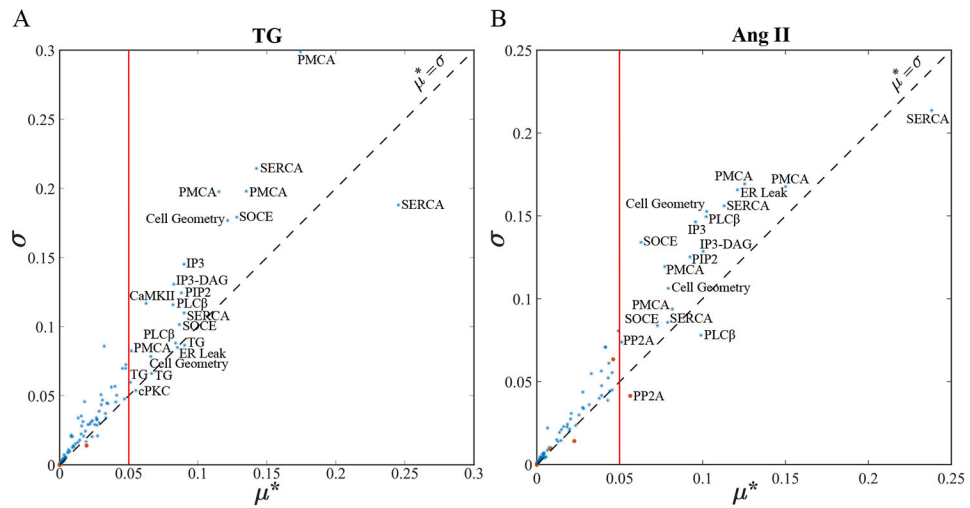 A
TG
0.3
PMCA
μ*=σ
0.25
SERCA
0.2
PMCA
PMCA
SERCA
Cell Geometry
SOCE
σ
0.15
IP3
IP3-DAG
CaMKII
PIP2
PLCβ
SERCA
0.1
SOCE
PLCβ
TG
PMCA
ER Leak
Cell Geometry
TG
TG
0.05
cPKC
0
0
0.05
0.1
0.15
0.2
0.25
0.3
μ*
B
Ang II
0.25
μ*=σ
SERCA
0.2
PMCA
PMCA
ER Leak
Cell Geometry
SERCA
0.15
PLCβ
IP3
SOCE
IP3-DAG
σ
PIP2
PMCA
Cell Geometry
0.1
PMCA
SOCE
SERCA
PP2A
PLCβ
0.05
PP2A
0
0
0.05
0.1
0.15
0.2
0.25
μ*